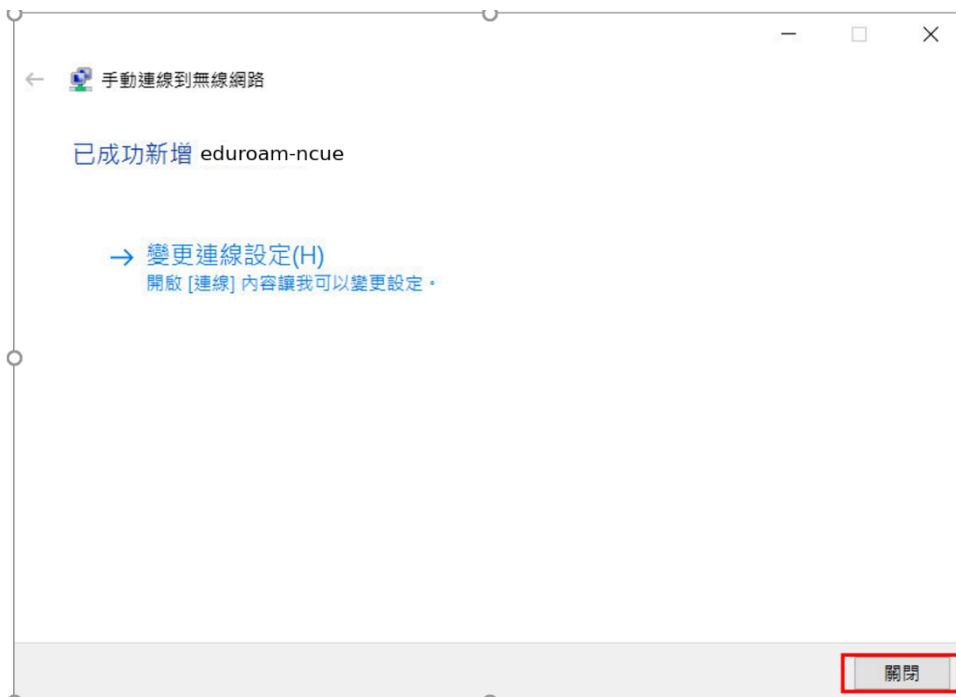 手動連線到無線網路
已成功新增 eduroam-ncue
變更連線設定(H)
開啟 [連線] 內容讓我可以變更設定。
關閉